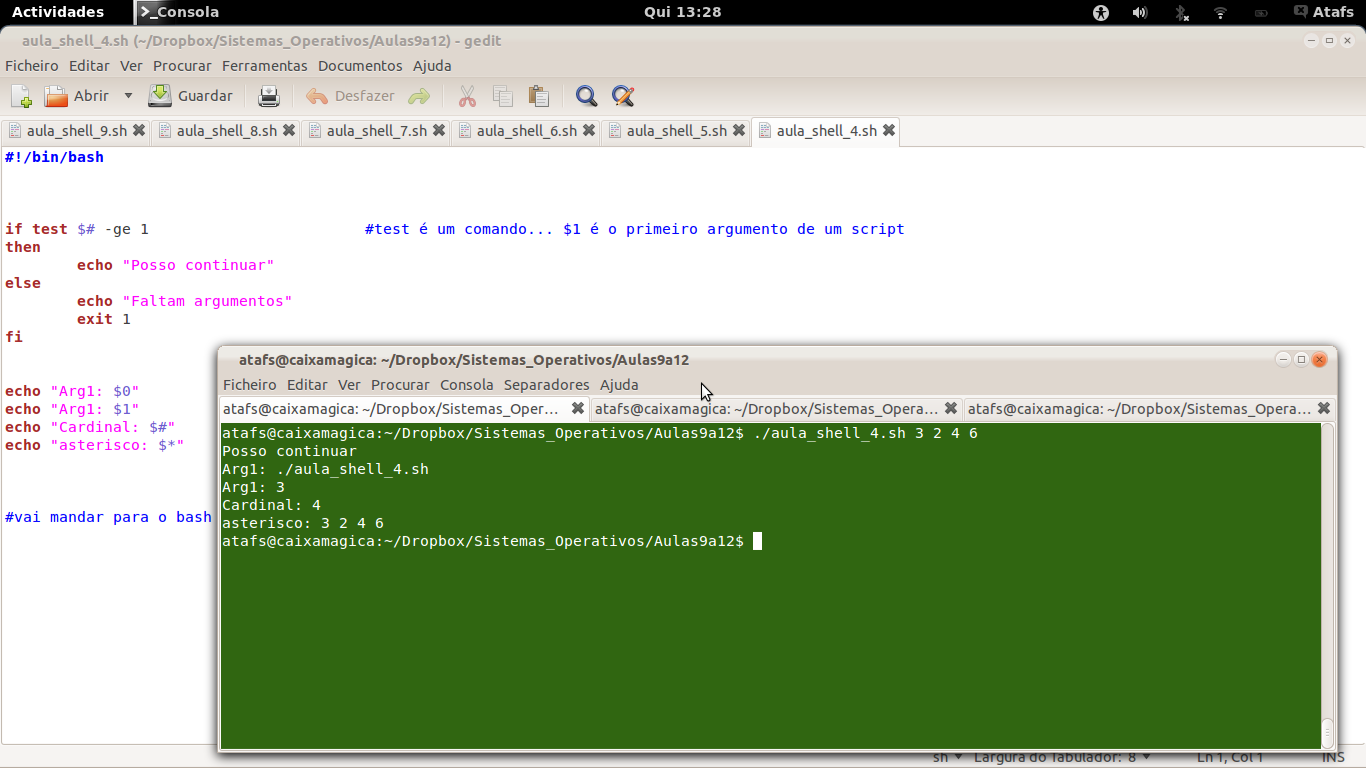 Actividades Consola Qui 13:28 Atafs
aula_shell_4.sh (~/Dropbox/Sistemas_Operativos/Aulas9a12) - gedit
Ficheiro Editar Ver Procurar Ferramentas Documentos Ajuda
Abrir Guardar Desfazer
aula_shell_9.sh aula_shell_8.sh aula_shell_7.sh aula_shell_6.sh aula_shell_5.sh aula_shell_4.sh
#!/bin/bash
if test $# -ge 1 #test é um comando... $1 é o primeiro argumento de um script
then
echo "Posso continuar"
else
echo "Faltam argumentos"
exit 1
fi
echo "Arg1: $0"
echo "Arg1: $1"
echo "Cardinal: $#"
echo "asterisco: $*"
#vai mandar para o bash
atafs@caixamagica: ~/Dropbox/Sistemas_Operativos/Aulas9a12
Ficheiro Editar Ver Procurar Consola Separadores Ajuda
atafs@caixamagica: ~/Dropbox/Sistemas_Oper... atafs@caixamagica: ~/Dropbox/Sistemas_Opera... atafs@caixamagica: ~/Dropbox/Sistemas_Opera...
atafs@caixamagica:~/Dropbox/Sistemas_Operativos/Aulas9a12$ ./aula_shell_4.sh 3 2 4 6
Posso continuar
Arg1: ./aula_shell_4.sh
Arg1: 3
Cardinal: 4
asterisco: 3 2 4 6
atafs@caixamagica:~/Dropbox/Sistemas_Operativos/Aulas9a12$
sh Largura do Tabulador: 8 Ln 1, Col 1 INS